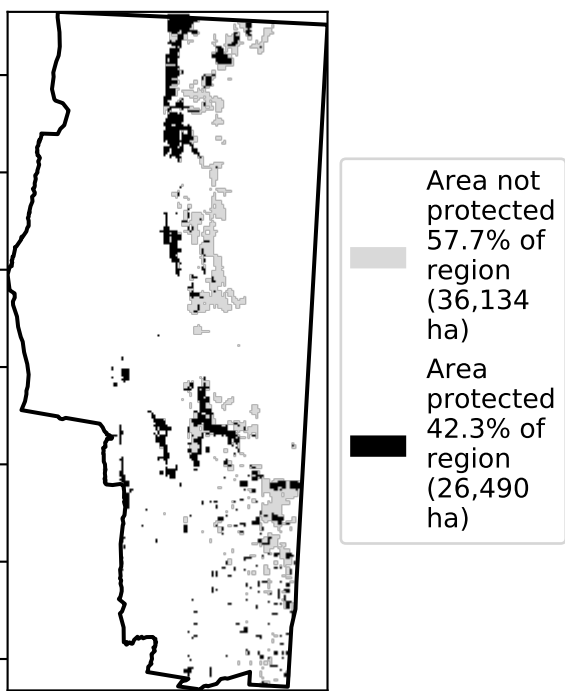 Area not
protected
57.7% of
region
(36,134
ha)
Area
protected
42.3% of
region
(26,490
ha)